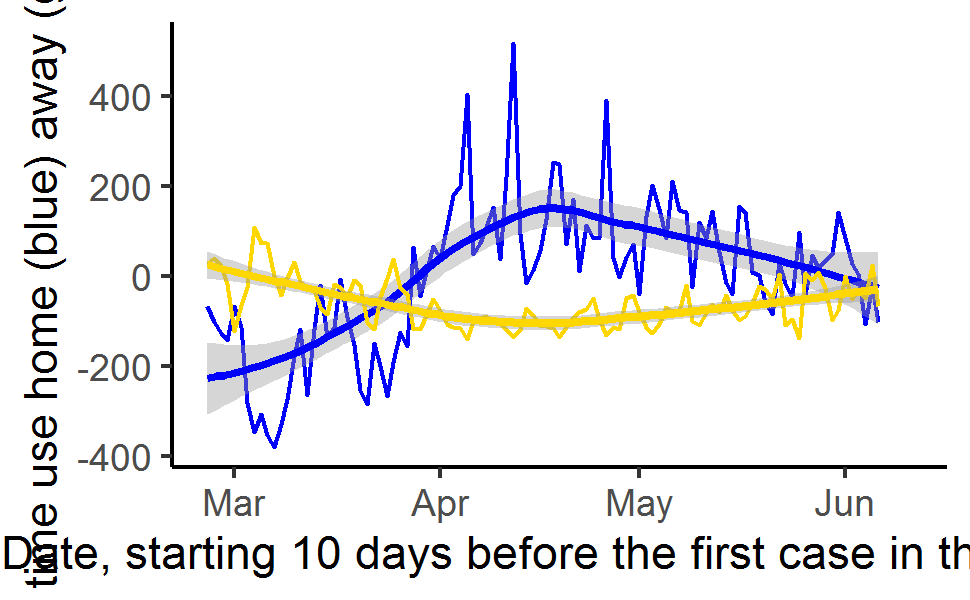 time use home (blue) away (
400
200
0
-200
-400
Mar Apr May Jun
Date, starting 10 days before the first case in th